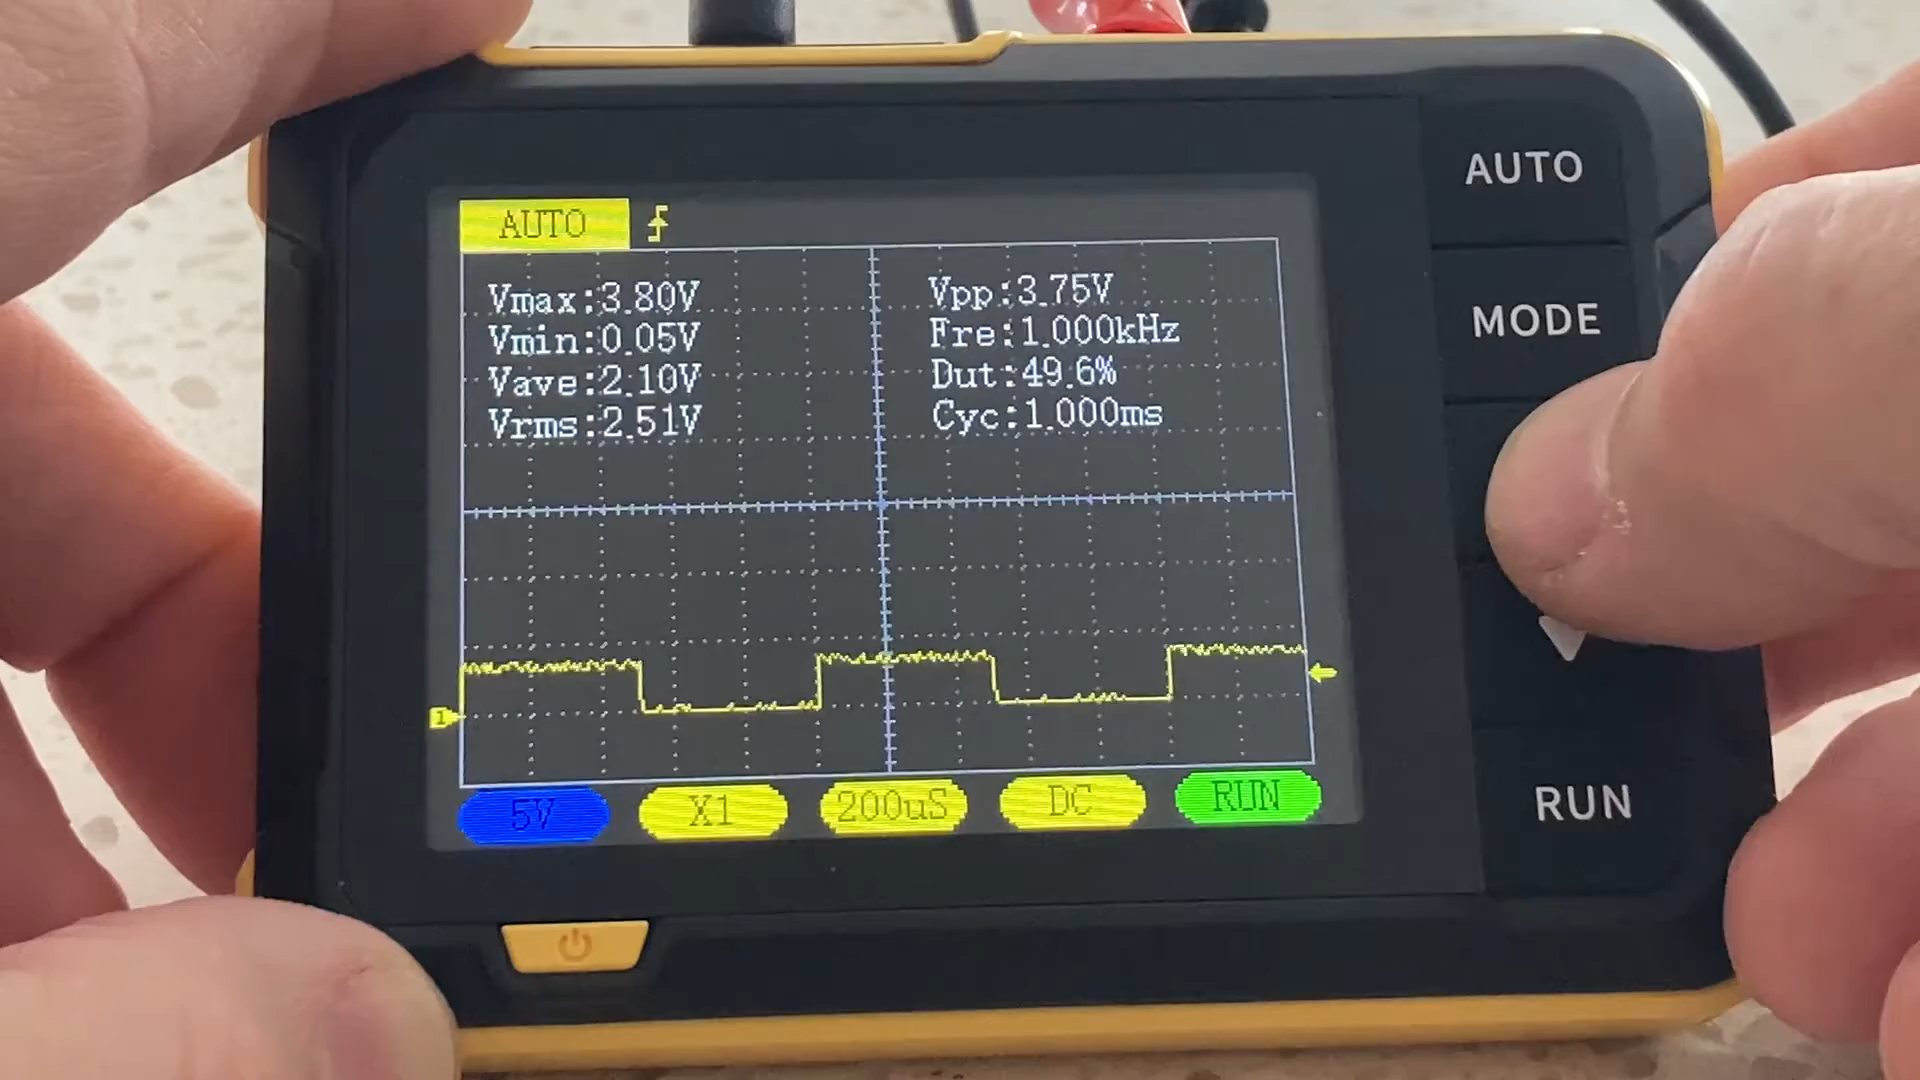 AUTO
AUTO
Vmax:3.80V
Vpp:3.75V
Vmin:0.05V
Fre:1.000kHz
Vave:2.10V
Dut:49.6%
Vrms:2.51V
Cyc:1.000ms
MODE
1
5V
X1
200uS
DC
RUN
RUN